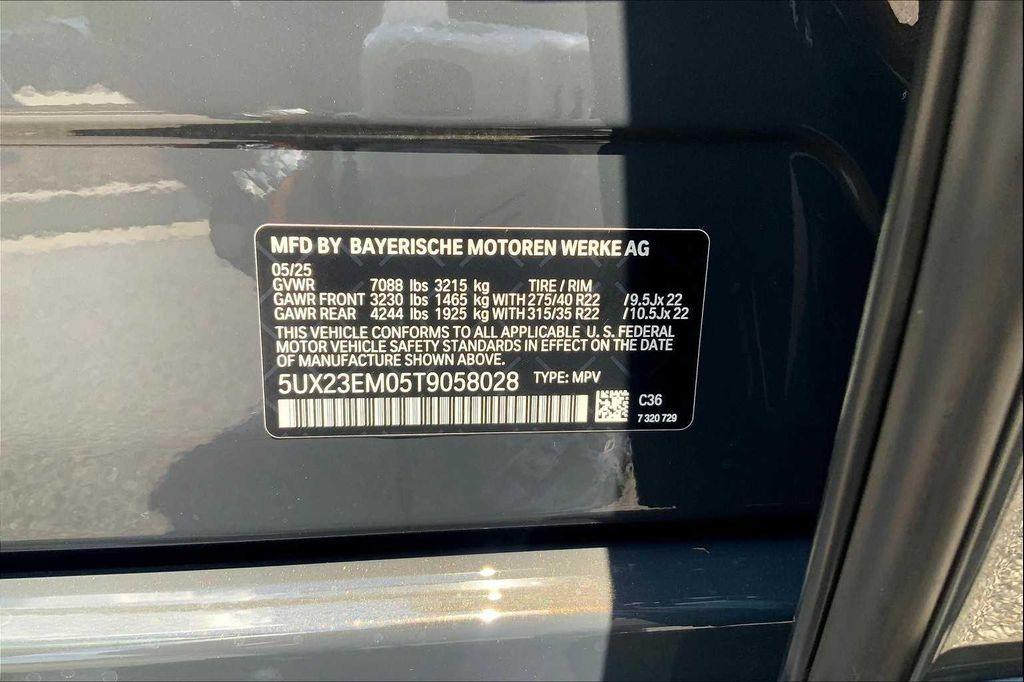 MFD BY BAYERISCHE MOTOREN WERKE AG
05/25
GVWR 7088 lbs 3215 kg TIRE / RIM
GAWR FRONT 3230 lbs 1465 kg WITH 275/40 R22 /9.5Jx 22
GAWR REAR 4244 lbs 1925 kg WITH 315/35 R22 /10.5Jx 22
THIS VEHICLE CONFORMS TO ALL APPLICABLE U.S. FEDERAL
MOTOR VEHICLE SAFETY STANDARDS IN EFFECT ON THE DATE
OF MANUFACTURE SHOWN ABOVE.
5UX23EM05T9058028 TYPE: MPV
C36
7 320 729